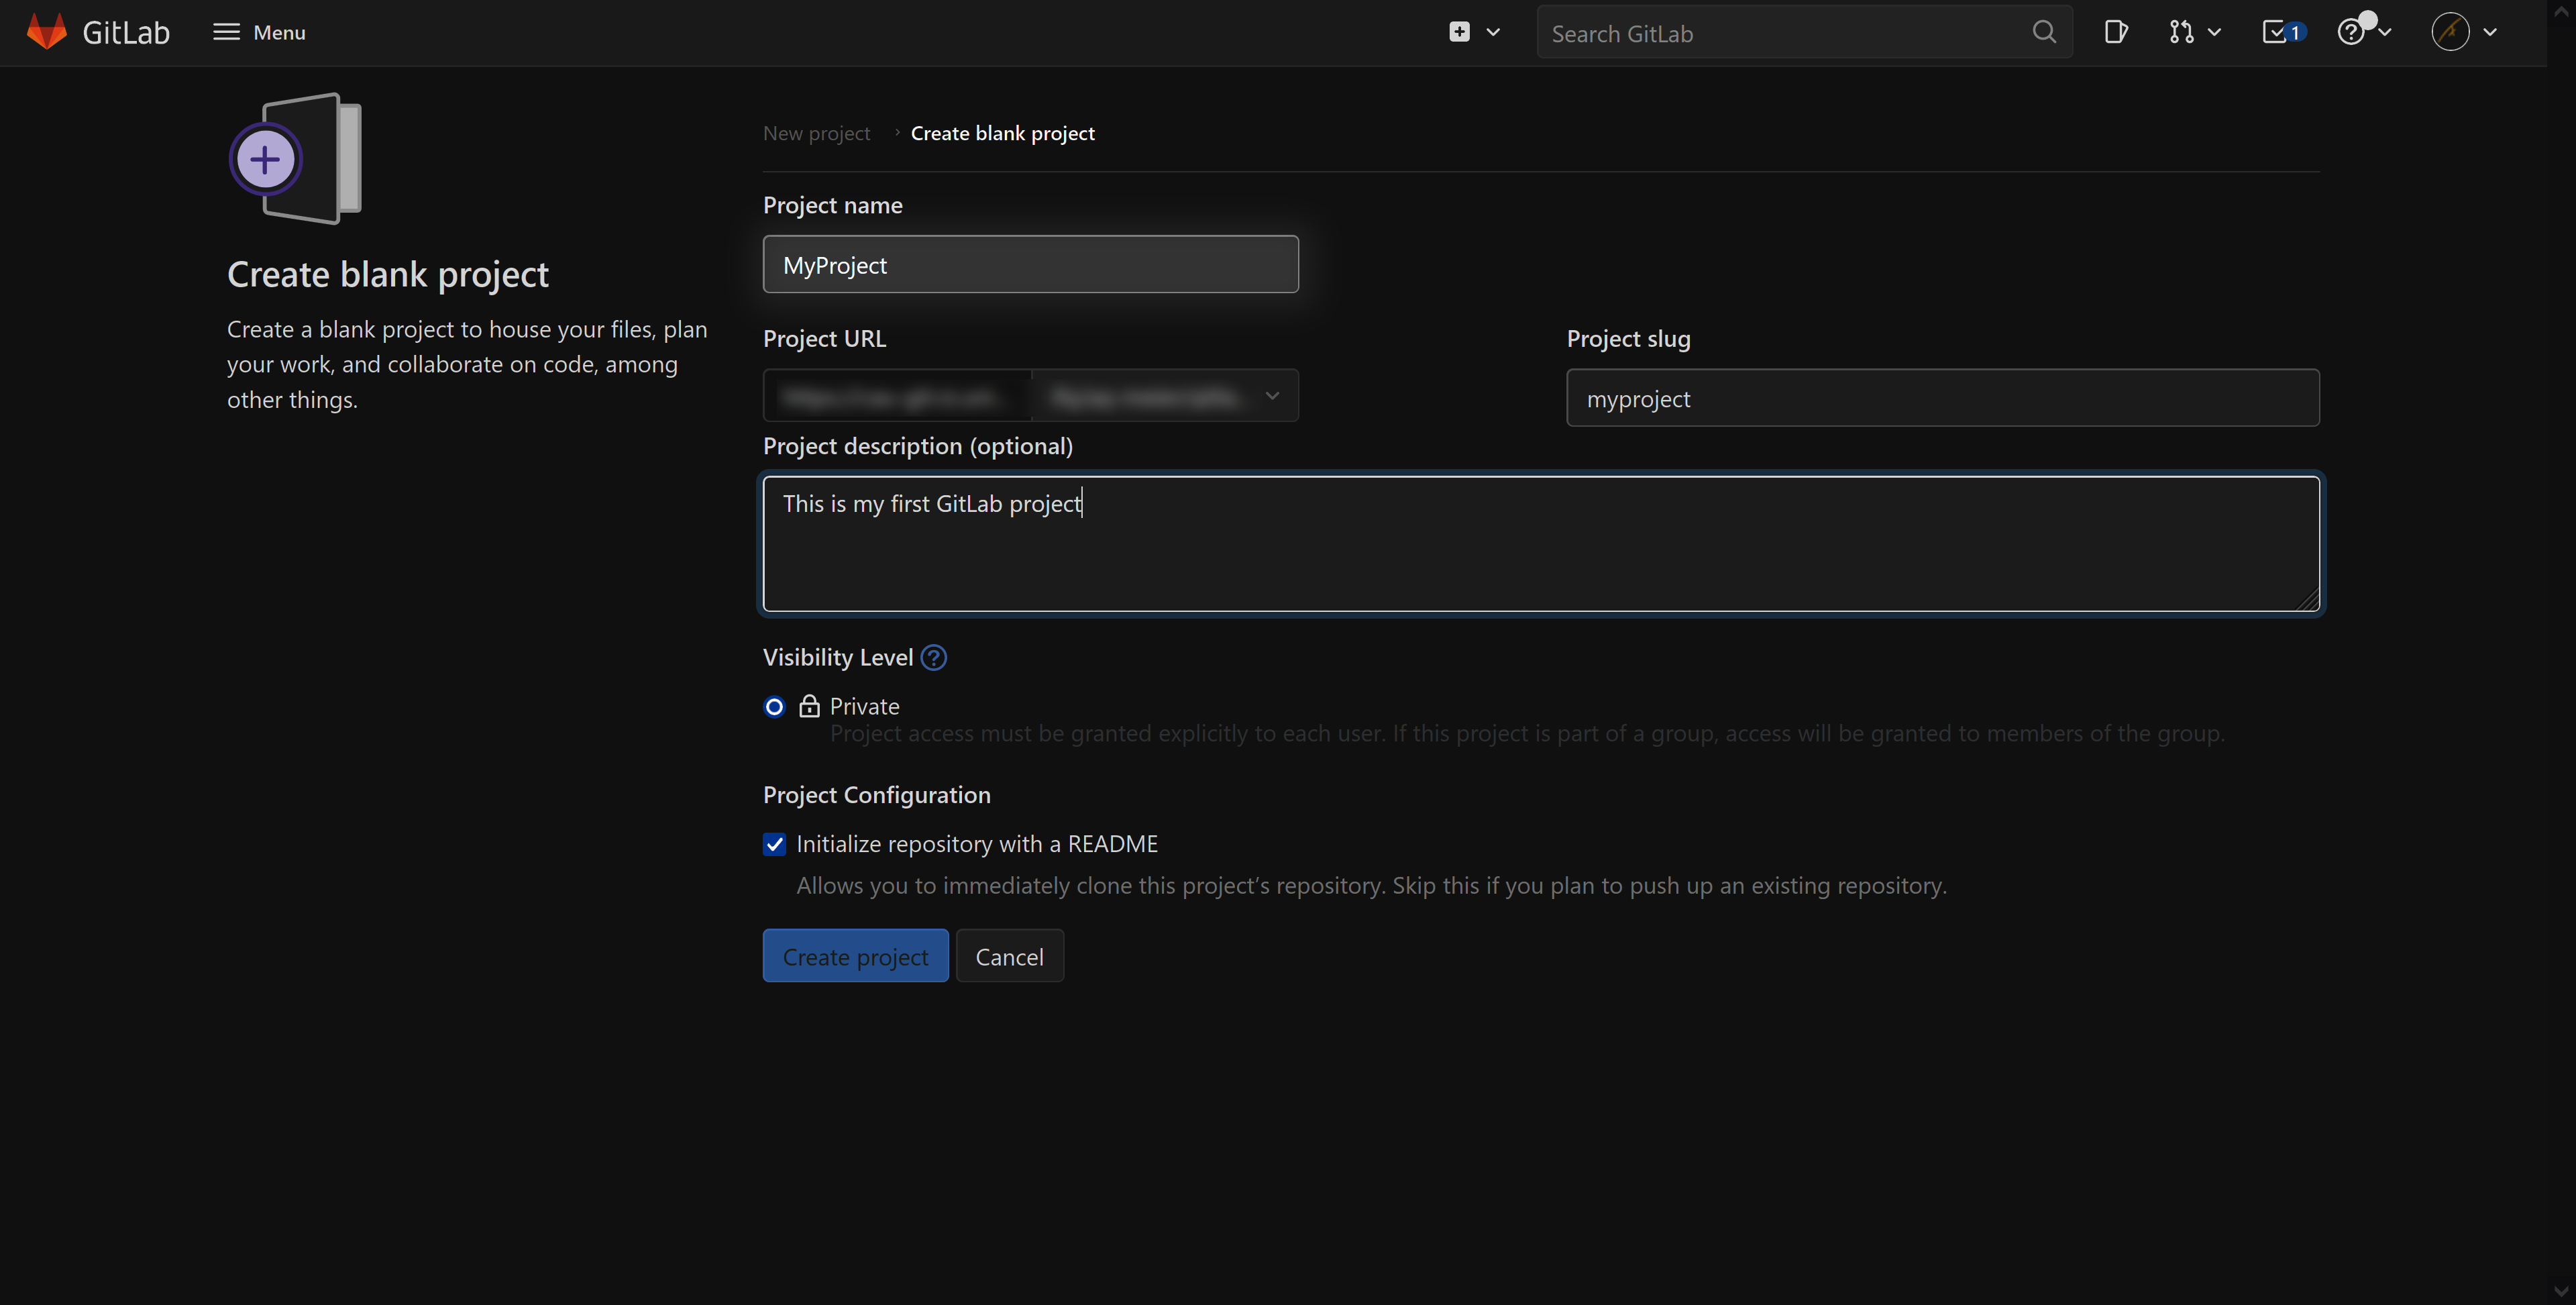 GitLab
Menu
Search GitLab
1
New project › Create blank project
Create blank project
Create a blank project to house your files, plan
your work, and collaborate on code, among
other things.
Project name
MyProject
Project URL
Project slug
myproject
Project description (optional)
This is my first GitLab project
Visibility Level
Private
Project access must be granted explicitly to each user. If this project is part of a group, access will be granted to members of the group.
Project Configuration
Initialize repository with a README
Allows you to immediately clone this project’s repository. Skip this if you plan to push up an existing repository.
Create project
Cancel